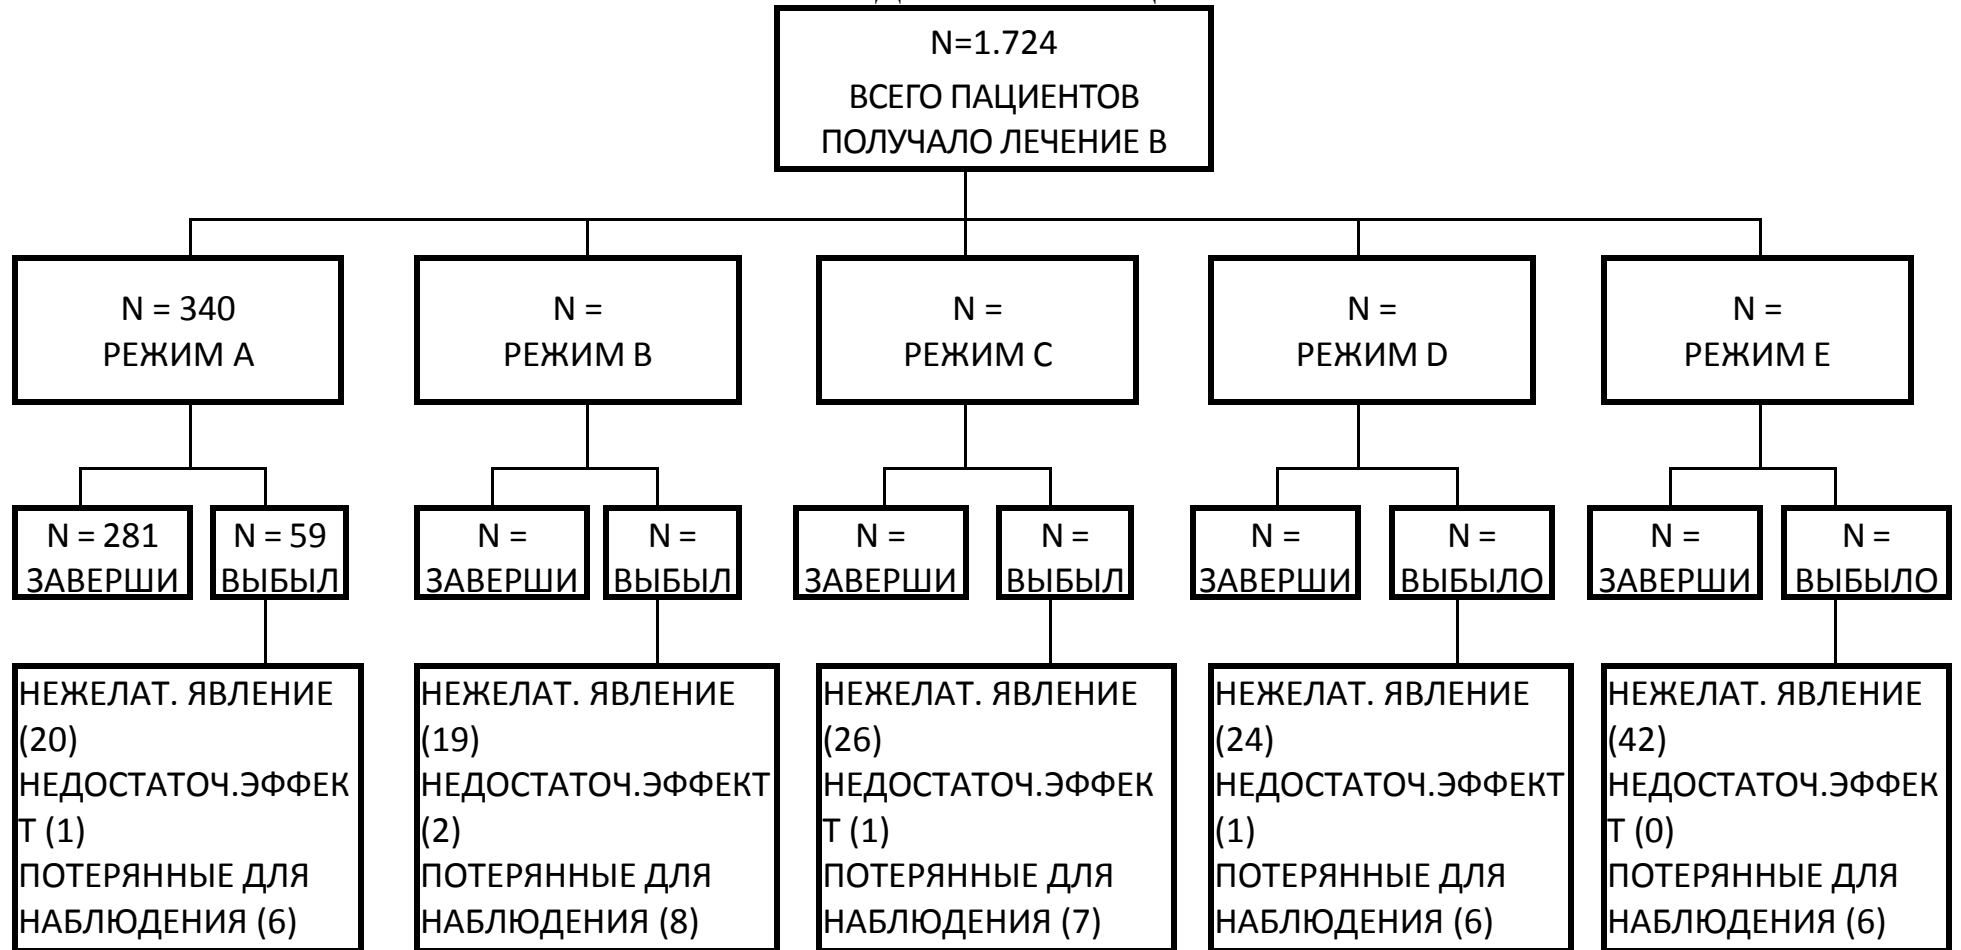 N=1.724
ВСЕГО ПАЦИЕНТОВ
ПОЛУЧАЛО ЛЕЧЕНИЕ В
N = 340
РЕЖИМ А
N =
РЕЖИМ В
N =
РЕЖИМ С
N =
РЕЖИМ D
N =
РЕЖИМ Е
N = 281
ЗАВЕРШИ
N = 59
ВЫБЫЛ
N =
ЗАВЕРШИ
N =
ВЫБЫЛ
N =
ЗАВЕРШИ
N =
ВЫБЫЛ
N =
ЗАВЕРШИ
N =
ВЫБЫЛО
N =
ЗАВЕРШИ
N =
ВЫБЫЛО
НЕЖЕЛАТ. ЯВЛЕНИЕ
(20)
НЕДОСТАТОЧ.ЭФФЕК
Т (1)
ПОТЕРЯННЫЕ ДЛЯ
НАБЛЮДЕНИЯ (6)
НЕЖЕЛАТ. ЯВЛЕНИЕ
(19)
НЕДОСТАТОЧ.ЭФФЕКТ
(2)
ПОТЕРЯННЫЕ ДЛЯ
НАБЛЮДЕНИЯ (8)
НЕЖЕЛАТ. ЯВЛЕНИЕ
(26)
НЕДОСТАТОЧ.ЭФФЕК
Т (1)
ПОТЕРЯННЫЕ ДЛЯ
НАБЛЮДЕНИЯ (7)
НЕЖЕЛАТ. ЯВЛЕНИЕ
(24)
НЕДОСТАТОЧ.ЭФФЕКТ
(1)
ПОТЕРЯННЫЕ ДЛЯ
НАБЛЮДЕНИЯ (6)
НЕЖЕЛАТ. ЯВЛЕНИЕ
(42)
НЕДОСТАТОЧ.ЭФФЕК
Т (0)
ПОТЕРЯННЫЕ ДЛЯ
НАБЛЮДЕНИЯ (6)